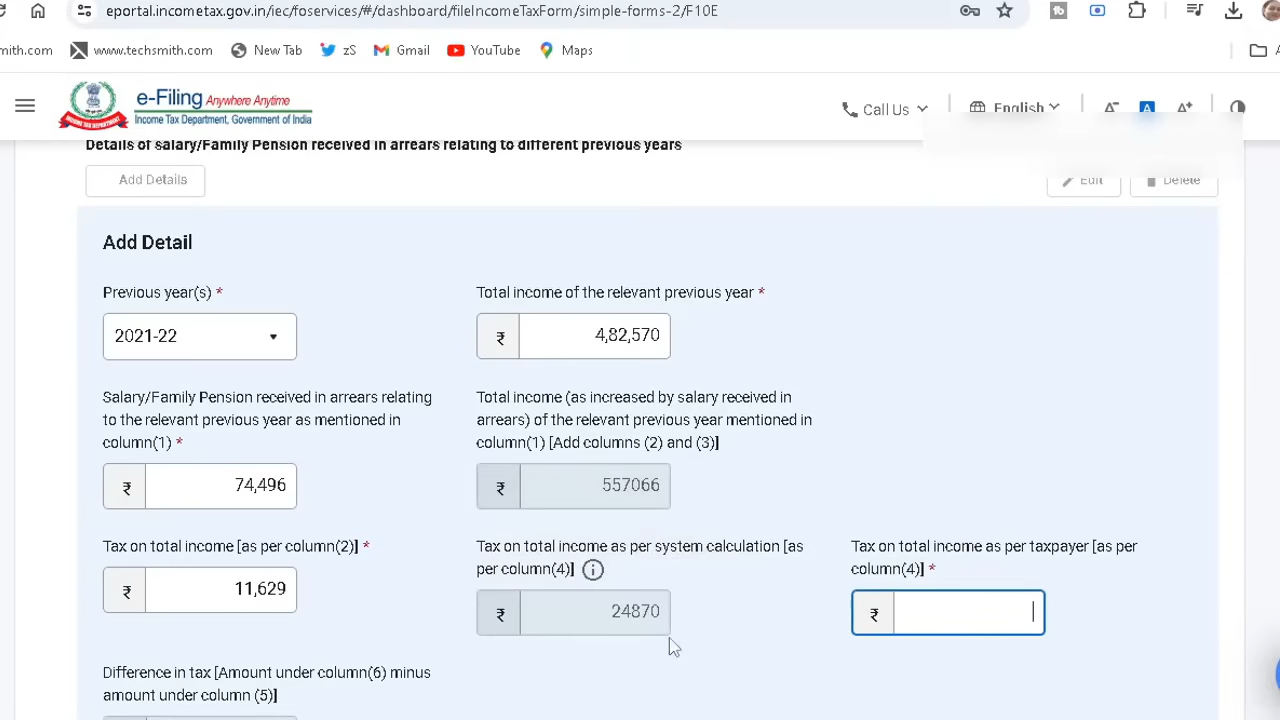 eportal.incometax.gov.in/iec/foservices/#/dashboard/fileIncomeTaxForm/simple-forms-2/F10E
mith.com www.techsmith.com New Tab zS Gmail YouTube Maps
e-Filing Anywhere Anytime
Income Tax Department, Government of India
Call Us English A- A A+
Details of salary/Family Pension received in arrears relating to different previous years
Add Details Edit Delete
Add Detail
Previous year(s) * Total income of the relevant previous year *
2021-22 ₹ 4,82,570
Salary/Family Pension received in arrears relating
to the relevant previous year as mentioned in
column(1) *
Total income (as increased by salary received in
arrears) of the relevant previous year mentioned in
column(1) [Add columns (2) and (3)]
₹ 74,496 ₹ 557066
Tax on total income [as per column(2)] *
₹ 11,629
Tax on total income as per system calculation [as
per column(4)]
₹ 24870
Tax on total income as per taxpayer [as per
column(4)] *
₹
Difference in tax [Amount under column(6) minus
amount under column (5)]